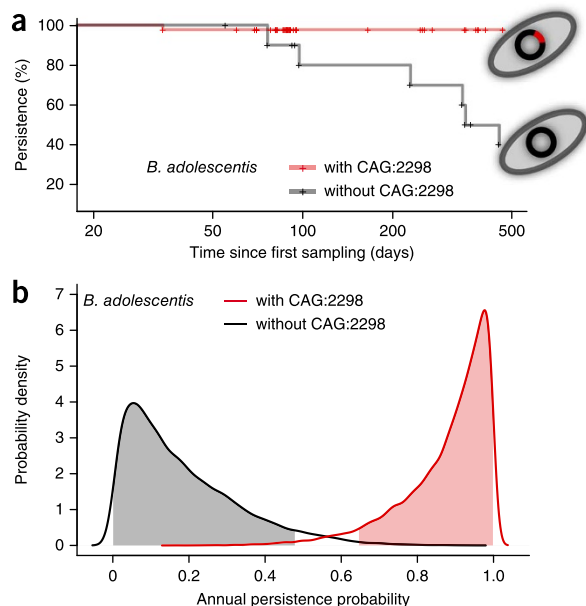 a
Persistence (%)
100
80
60
40
20
B. adolescentis
with CAG:2298
without CAG:2298
20
50
100
200
500
Time since first sampling (days)
b
Probability density
7
6
5
4
3
2
1
0
B. adolescentis
with CAG:2298
without CAG:2298
0
0.2
0.4
0.6
0.8
1.0
Annual persistence probability